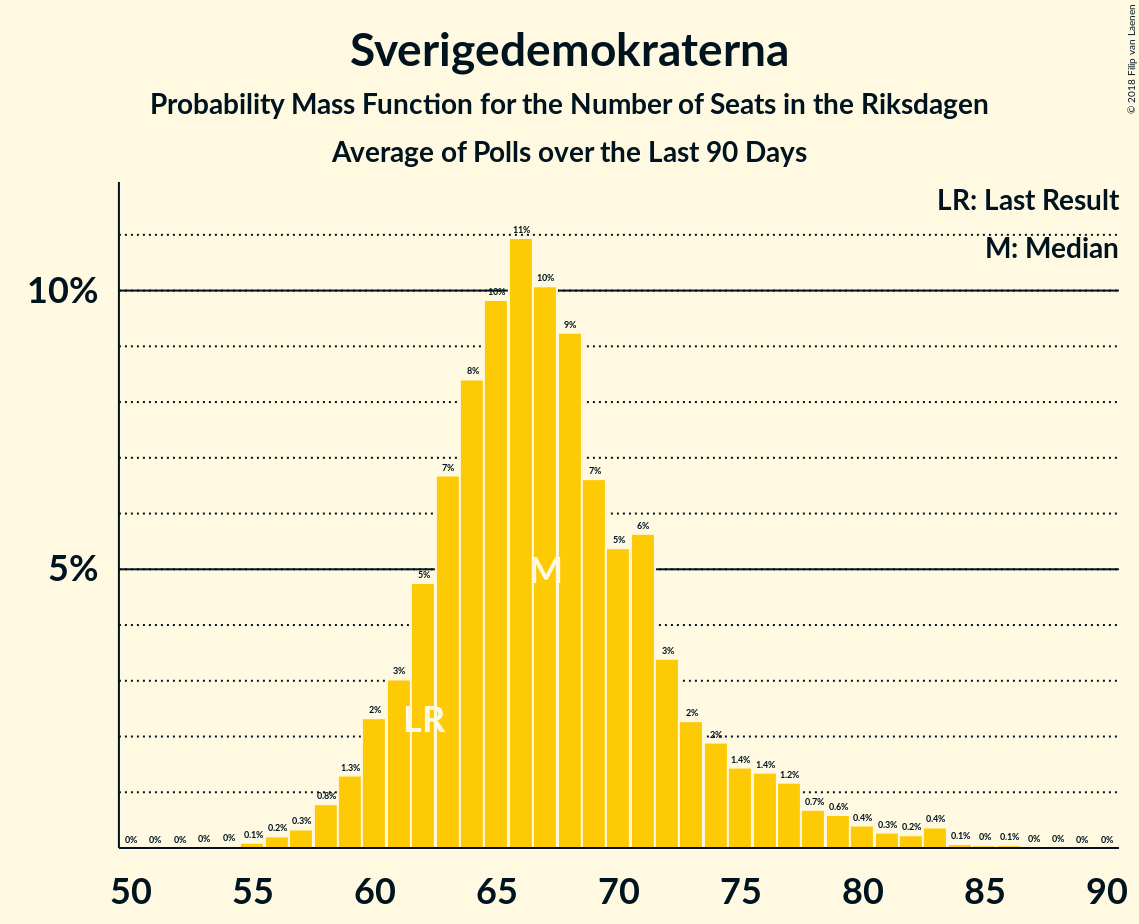 Sverigedemokraterna
Probability Mass Function for the Number of Seats in the Riksdagen
Average of Polls over the Last 90 Days
© 2018 Filip van Laenen
LR: Last Result
M: Median
10%
5%
0% 0% 0% 0% 0% 0.1% 0.2% 0.3% 0.8% 1.3% 2% 3% 5% 7% 8% 10% 11% 10% 9% 7% 5% 6% 3% 2% 2% 1.4% 1.4% 1.2% 0.7% 0.6% 0.4% 0.3% 0.2% 0.4% 0.1% 0% 0.1% 0% 0% 0% 0%
M
LR
50 55 60 65 70 75 80 85 90